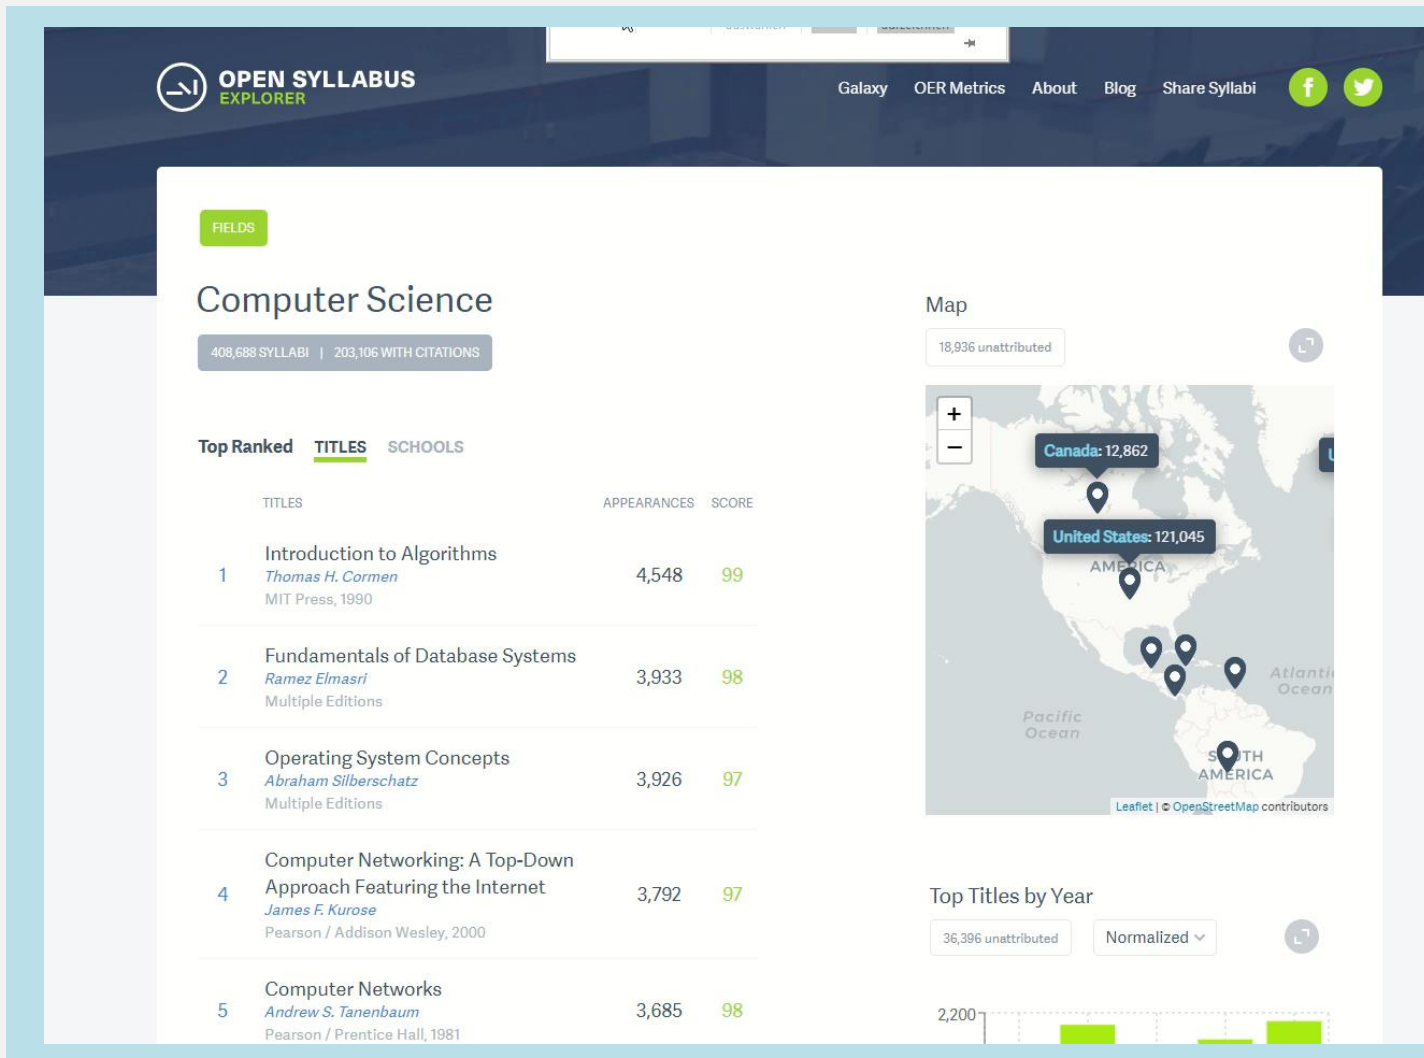 OPEN SYLLABUS
EXPLORER
Galaxy OER Metrics About Blog Share Syllabi
FIELDS
Computer Science
408,688 SYLLABI | 203,106 WITH CITATIONS
Top Ranked TITLES SCHOOLS
TITLES APPEARANCES SCORE
1 Introduction to Algorithms 4,548 99
Thomas H. Cormen
MIT Press, 1990
2 Fundamentals of Database Systems 3,933 98
Ramez Elmasri
Multiple Editions
3 Operating System Concepts 3,926 97
Abraham Silberschatz
Multiple Editions
4 Computer Networking: A Top-Down
Approach Featuring the Internet 3,792 97
James F. Kurose
Pearson / Addison Wesley, 2000
5 Computer Networks 3,685 98
Andrew S. Tanenbaum
Pearson / Prentice Hall, 1981
Map
18,936 unattributed
+
−
Canada: 12,862
United States: 121,045
AMERICA
Atlantic
Ocean
Pacific
Ocean
SOUTH
AMERICA
Leaflet | © OpenStreetMap contributors
Top Titles by Year
36,396 unattributed Normalized
2,200